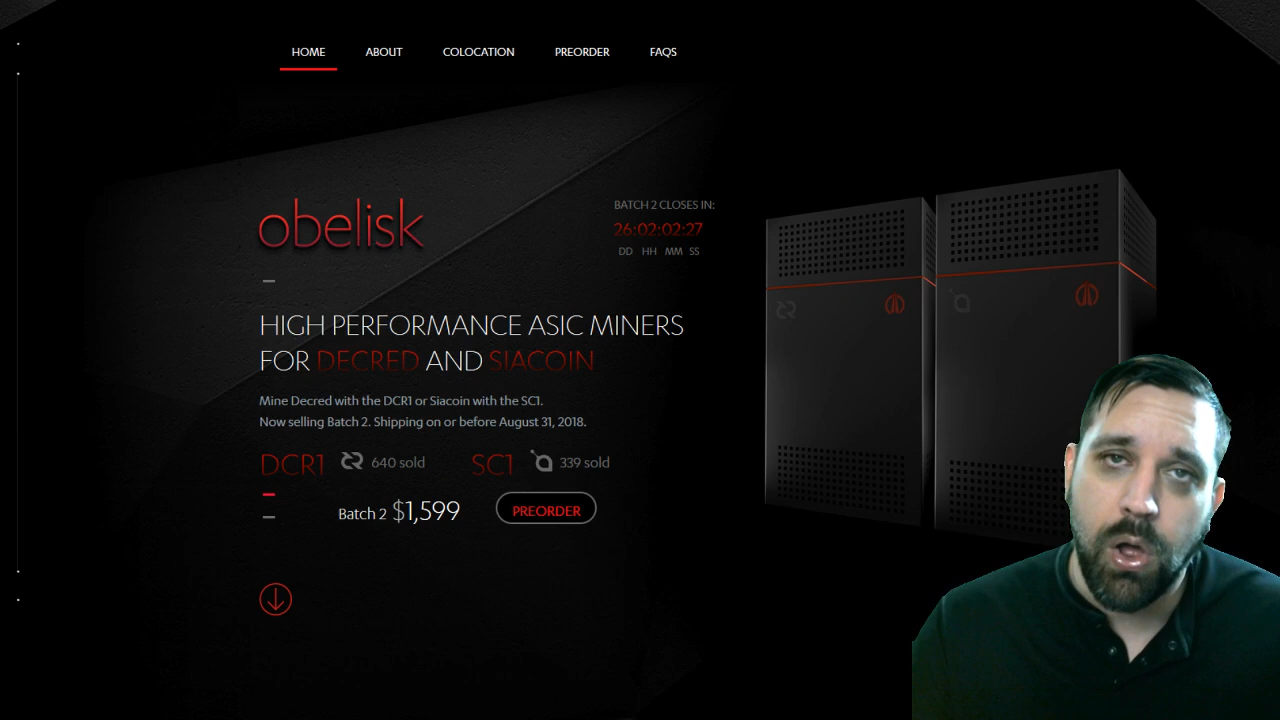 HOME ABOUT COLOCATION PREORDER FAQS
obelisk
BATCH 2 CLOSES IN:
26:02:02:27
DD HH MM SS
HIGH PERFORMANCE ASIC MINERS
FOR DECRED AND SIACOIN
Mine Decred with the DCR1 or Siacoin with the SC1.
Now selling Batch 2. Shipping on or before August 31, 2018.
DCR1 640 sold SC1 339 sold
Batch 2 $1,599 PREORDER